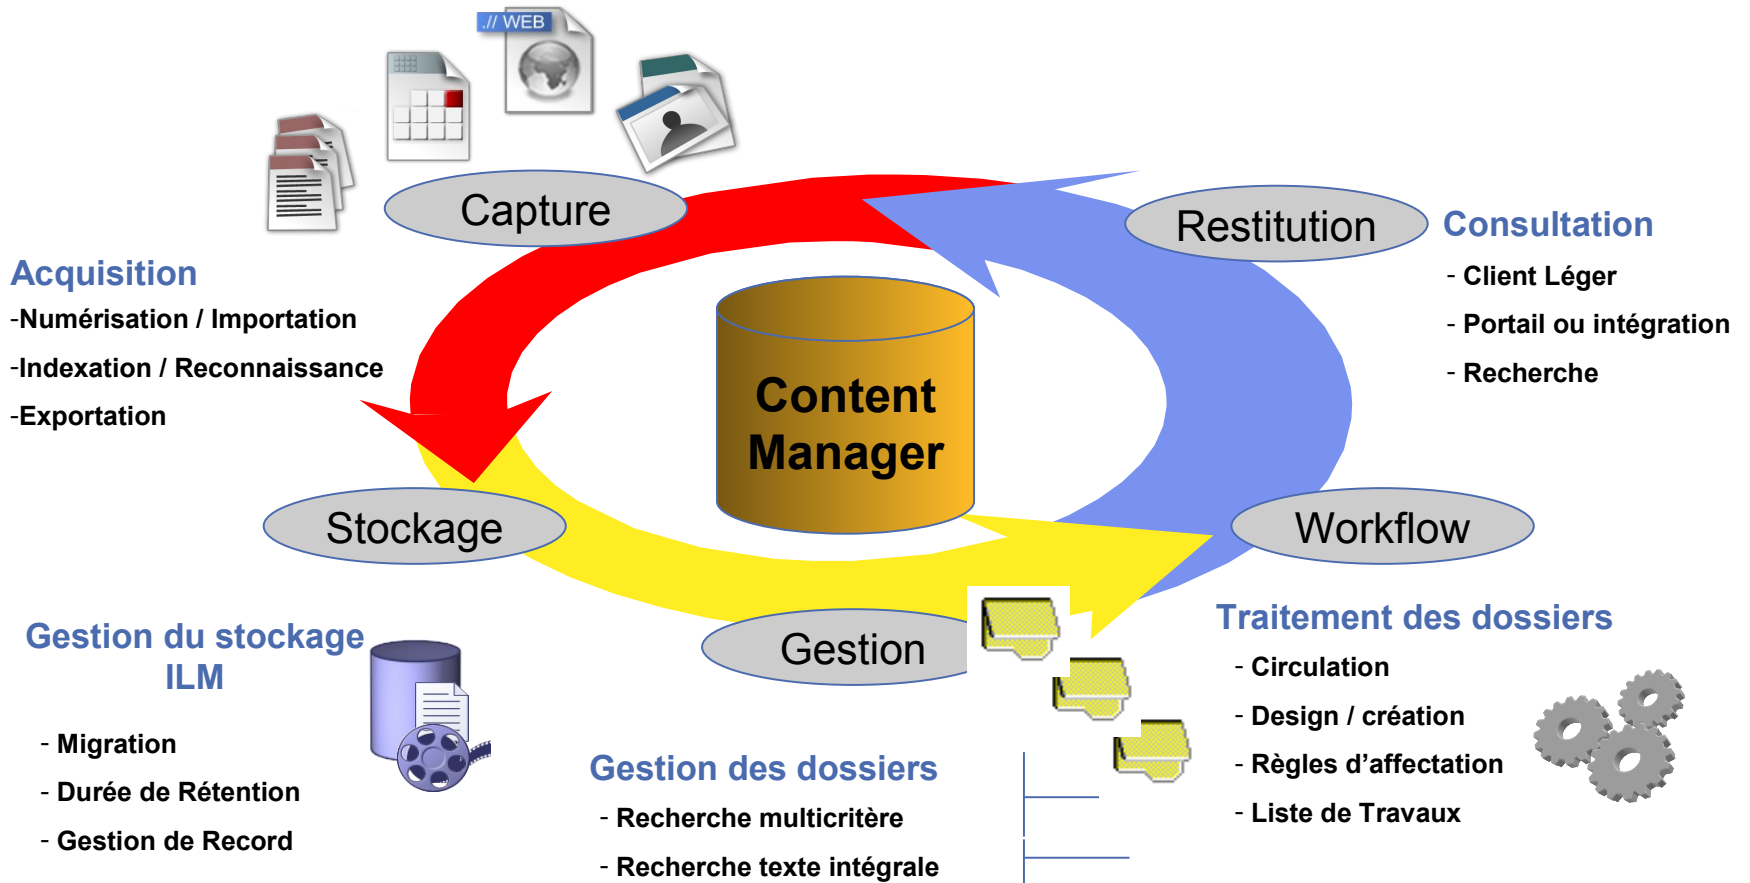 .// WEB
Capture
Restitution
Consultation
- Client Léger
- Portail ou intégration
- Recherche
Acquisition
-Numérisation / Importation
-Indexation / Reconnaissance
-Exportation
Content
Manager
Stockage
Workflow
Gestion
Gestion du stockage
ILM
- Migration
- Durée de Rétention
- Gestion de Record
Gestion des dossiers
- Recherche multicritère
- Recherche texte intégrale
Traitement des dossiers
- Circulation
- Design / création
- Règles d’affectation
- Liste de Travaux